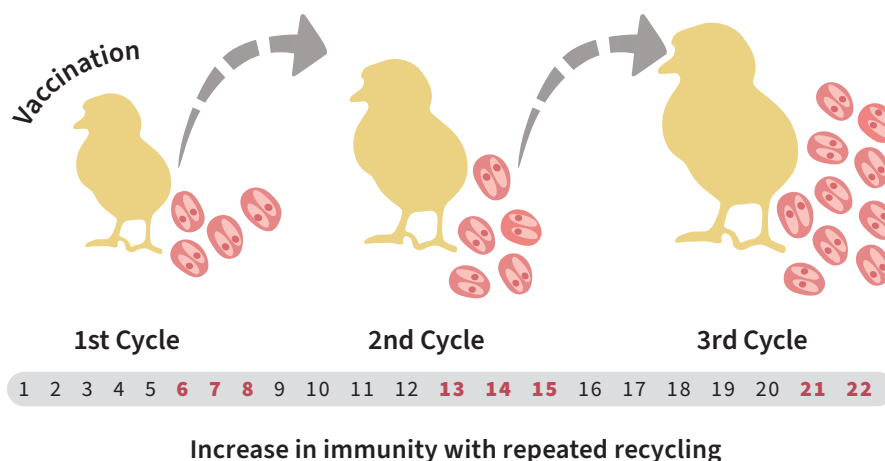 Vaccination
1st Cycle 2nd Cycle 3rd Cycle
1 2 3 4 5 6 7 8 9 10 11 12 13 14 15 16 17 18 19 20 21 22
Increase in immunity with repeated recycling